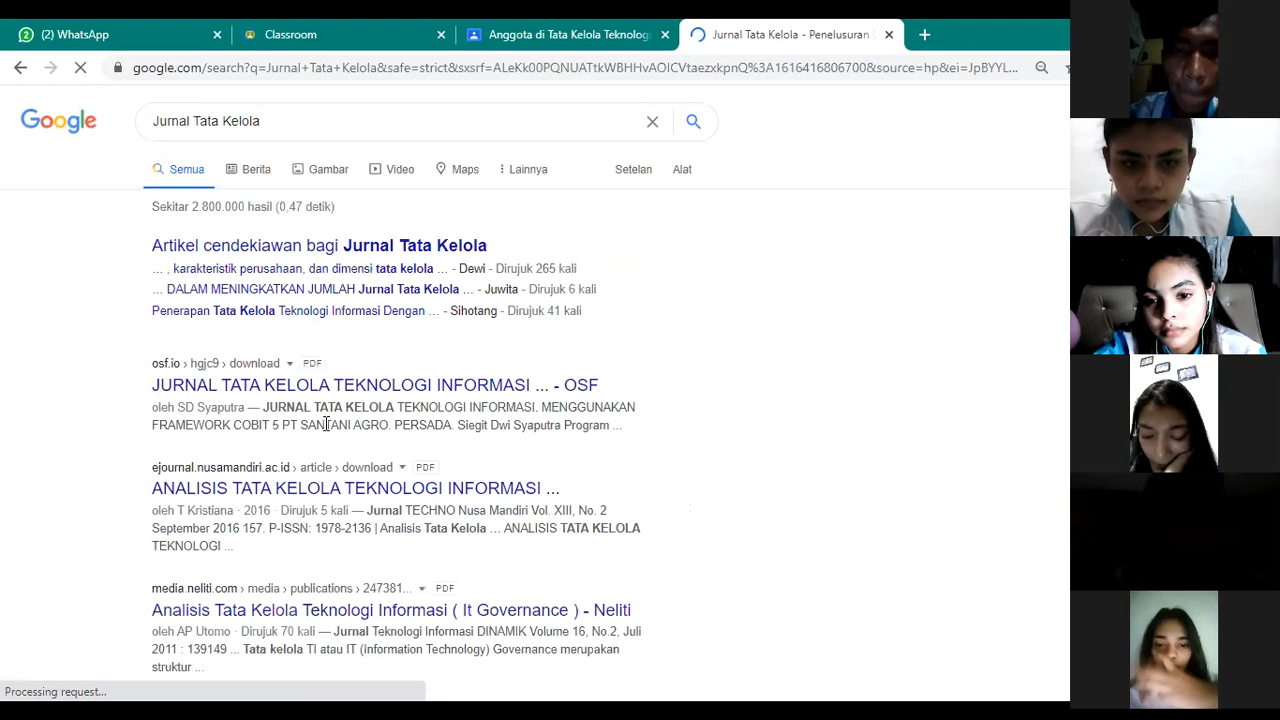 (2) WhatsApp
Classroom
Anggota di Tata Kelola Teknologi
Jurnal Tata Kelola - Penelusuran
google.com/search?q=Jurnal+Tata+Kelola&safe=strict&sxsrf=ALeKk00PQNUATtkWBHHvAOlCVtaezxkpnQ%3A1616416806700&source=hp&ei=JpBYYL...
Google
Jurnal Tata Kelola
Semua
Berita
Gambar
Video
Maps
Lainnya
Setelan
Alat
Sekitar 2.800.000 hasil (0,47 detik)
Artikel cendekiawan bagi Jurnal Tata Kelola
... , karakteristik perusahaan, dan dimensi tata kelola ... - Dewi - Dirujuk 265 kali
... DALAM MENINGKATKAN JUMLAH Jurnal Tata Kelola ... - Juwita - Dirujuk 6 kali
Penerapan Tata Kelola Teknologi Informasi Dengan ... - Sihotang - Dirujuk 41 kali
osf.io › hgjc9 › download PDF
JURNAL TATA KELOLA TEKNOLOGI INFORMASI ... - OSF
oleh SD Syaputra — JURNAL TATA KELOLA TEKNOLOGI INFORMASI. MENGGUNAKAN
FRAMEWORK COBIT 5 PT SANTANI AGRO. PERSADA. Siegit Dwi Syaputra Program ...
ejournal.nusamandiri.ac.id › article › download PDF
ANALISIS TATA KELOLA TEKNOLOGI INFORMASI ...
oleh T Kristiana · 2016 · Dirujuk 5 kali — Jurnal TECHNO Nusa Mandiri Vol. XIII, No. 2
September 2016 157. P-ISSN: 1978-2136 | Analisis Tata Kelola ... ANALISIS TATA KELOLA
TEKNOLOGI ...
media.neliti.com › media › publications › 247381... PDF
Analisis Tata Kelola Teknologi Informasi ( It Governance ) - Neliti
oleh AP Utomo · Dirujuk 70 kali — Jurnal Teknologi Informasi DINAMIK Volume 16, No.2, Juli
2011 : 139149 ... Tata kelola TI atau IT (Information Technology) Governance merupakan
struktur ...
Processing request...